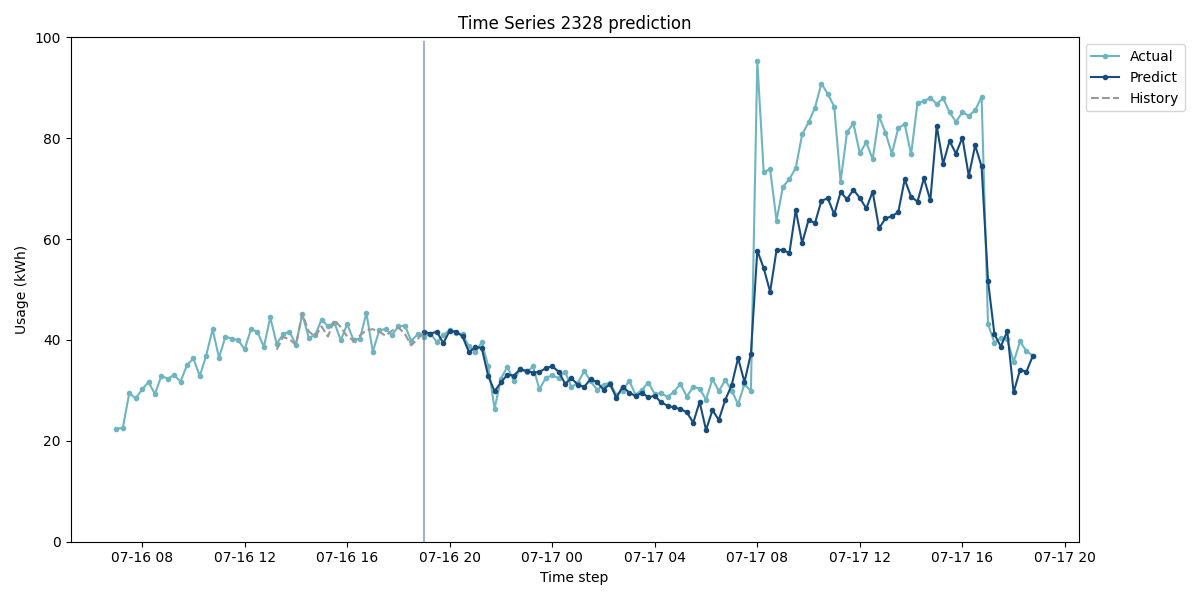 Time Series 2328 prediction
Actual
Predict
History
Usage (kWh)
100
80
60
40
20
0
07-16 08
07-16 12
07-16 16
07-16 20
07-17 00
07-17 04
07-17 08
07-17 12
07-17 16
07-17 20
Time step